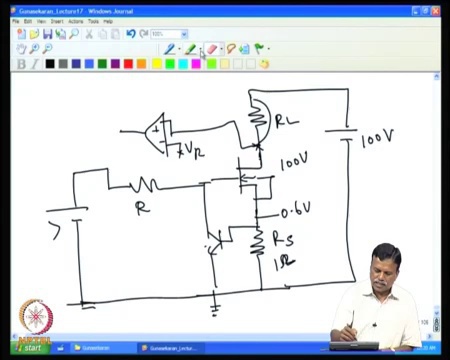 Gunasekaran_Lecture17 - Windows Journal
File Edit View Insert Actions Tools Help
100%
B I
+
VR
RL
100V
100V
R
0.6V
RS
1Ω
NPTEL
start
Gunasekaran
Gunasekaran_Lectur...